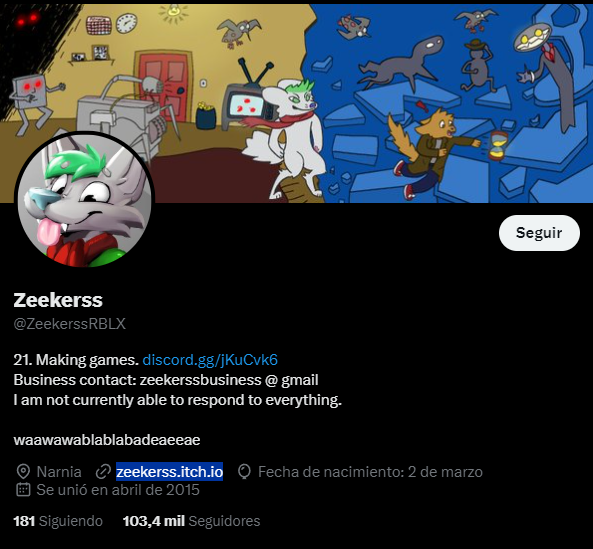 Seguir
Zeekerss
@ZeekerssRBLX
21. Making games. discord.gg/jKuCvk6
Business contact: zeekerssbusiness @ gmail
I am not currently able to respond to everything.
waawawablablabadeaeeae
Narnia zeekerss.itch.io Fecha de nacimiento: 2 de marzo
Se unió en abril de 2015
181 Siguiendo 103,4 mil Seguidores